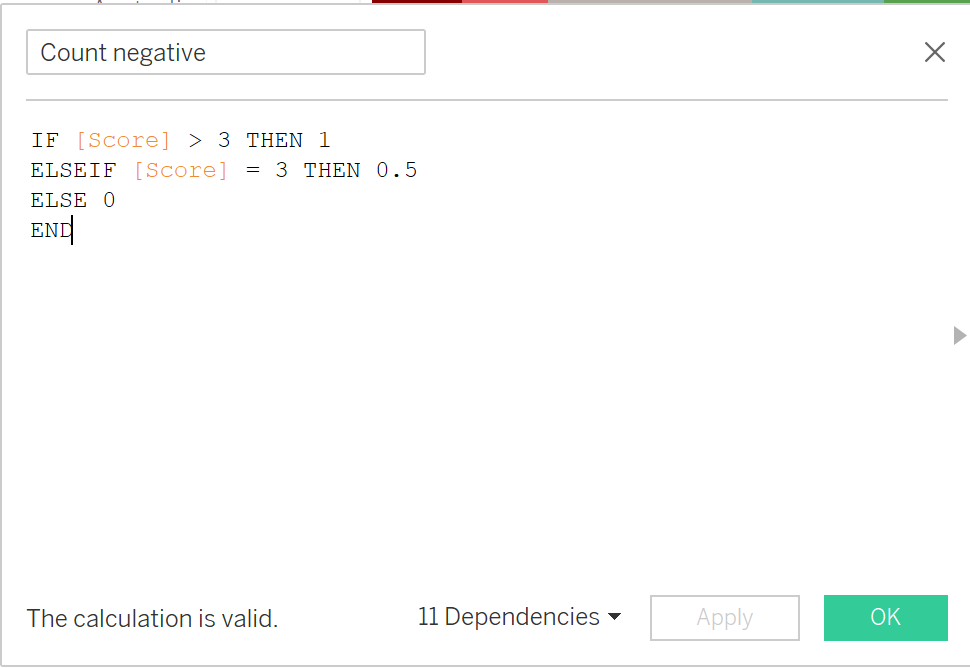 Count negative
IF [Score] > 3 THEN 1
ELSEIF [Score] = 3 THEN 0.5
ELSE 0
END
The calculation is valid.
11 Dependencies
Apply
OK